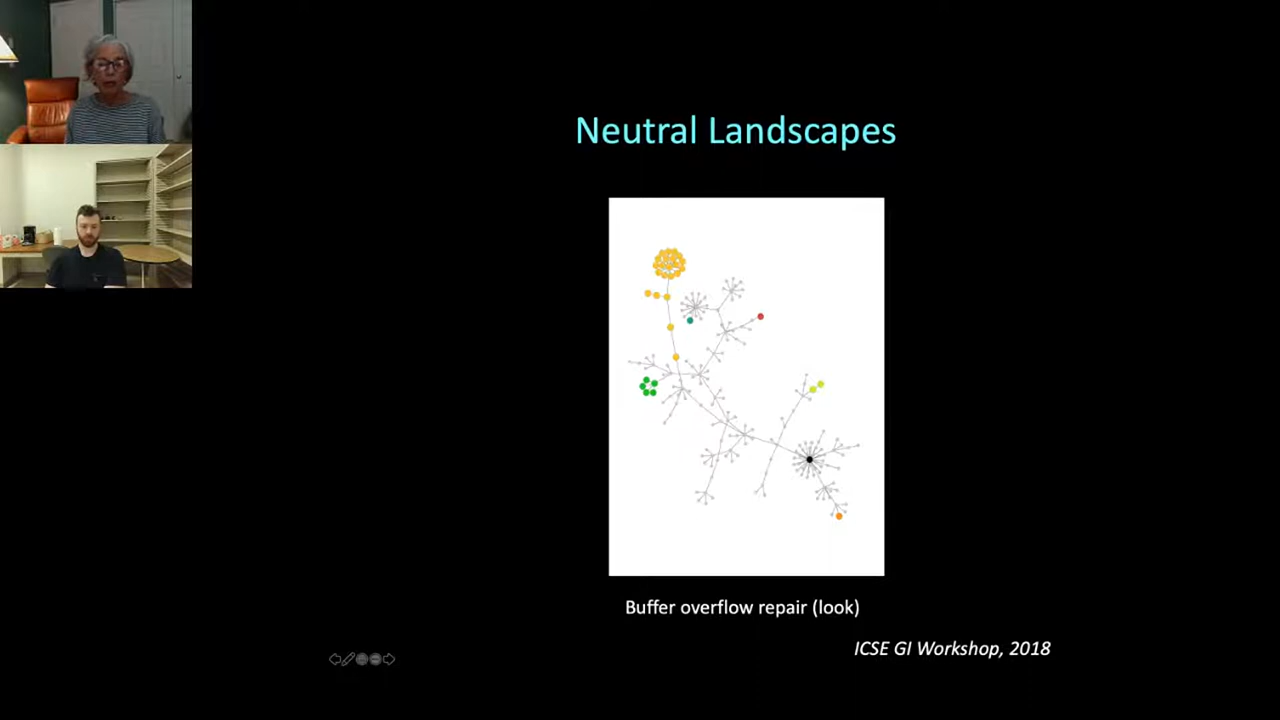 Neutral Landscapes
Buffer overflow repair (look)
ICSE GI Workshop, 2018